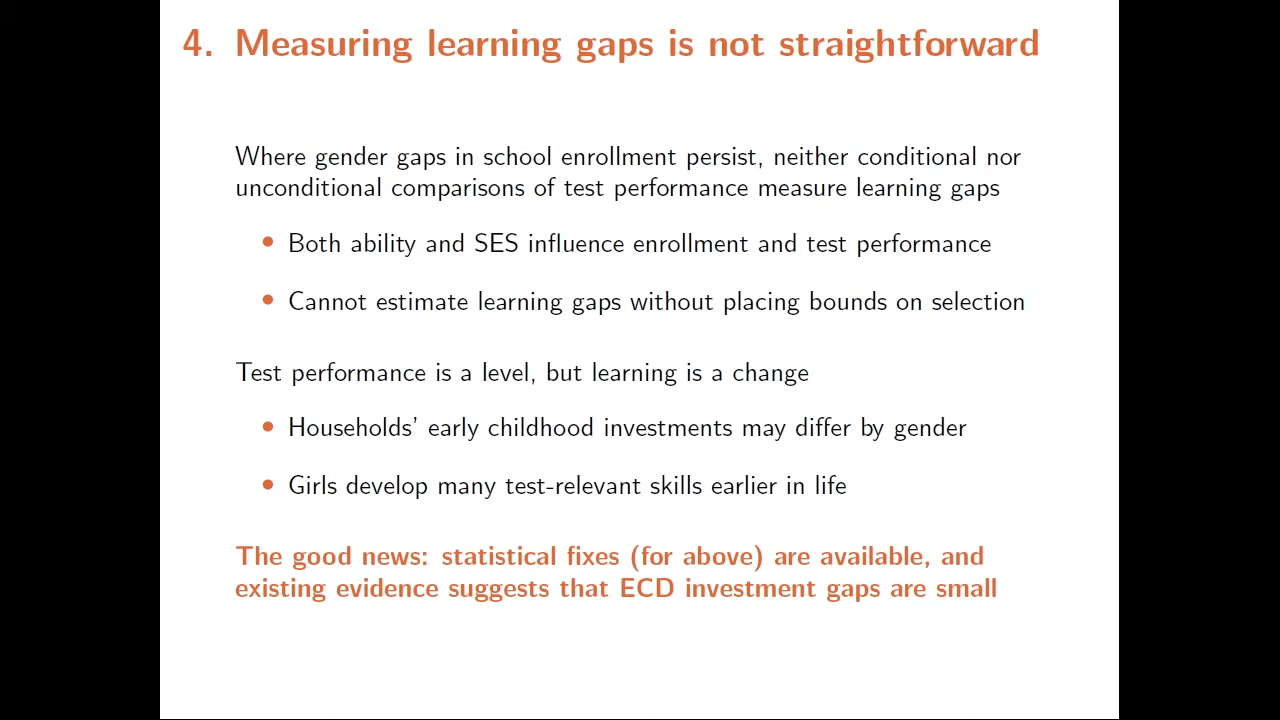 4. Measuring learning gaps is not straightforward
Where gender gaps in school enrollment persist, neither conditional nor
unconditional comparisons of test performance measure learning gaps
• Both ability and SES influence enrollment and test performance
• Cannot estimate learning gaps without placing bounds on selection
Test performance is a level, but learning is a change
• Households' early childhood investments may differ by gender
• Girls develop many test-relevant skills earlier in life
The good news: statistical fixes (for above) are available, and
existing evidence suggests that ECD investment gaps are small